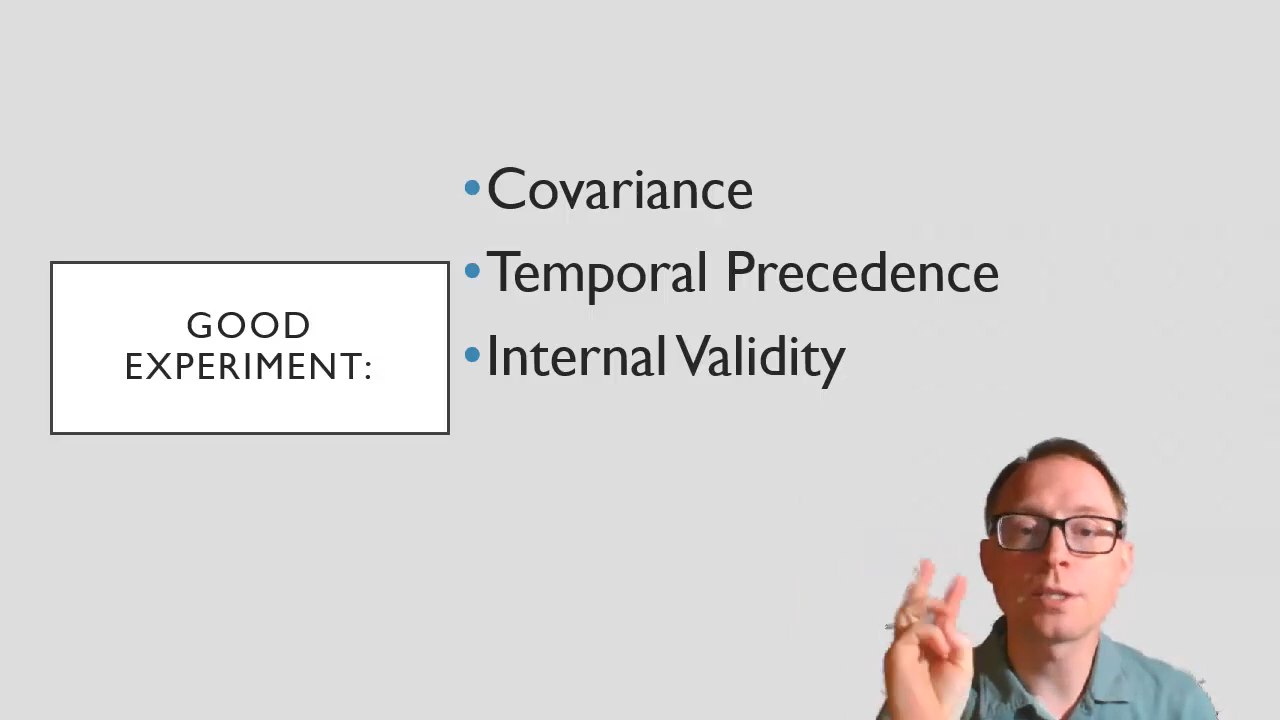 GOOD
EXPERIMENT:
•Covariance
•Temporal Precedence
•Internal Validity